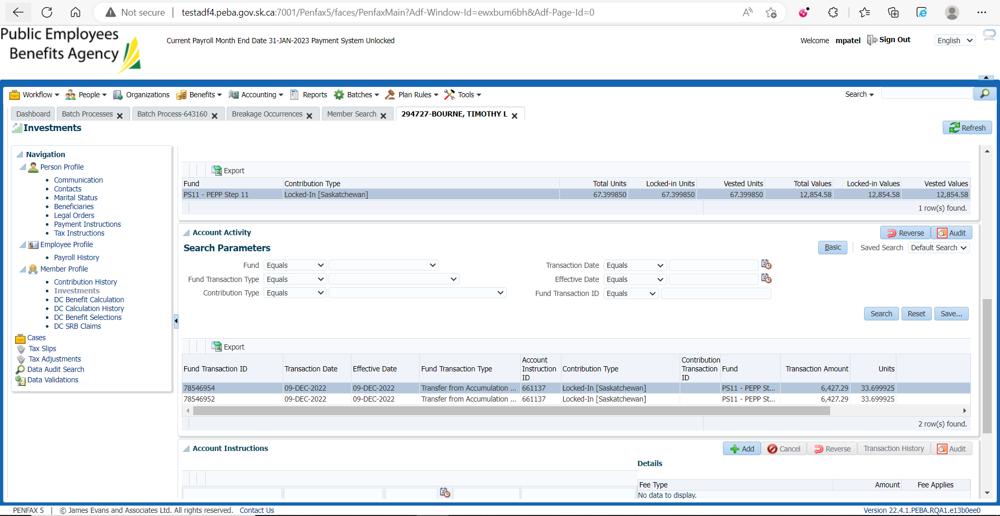 Not secure | testadf4.peba.gov.sk.ca:7001/Penfax5/faces/PenfaxMain?Adf-Window-Id=ewxbum6bh&Adf-Page-Id=0
Public Employees
Benefits Agency
Current Payroll Month End Date 31-JAN-2023 Payment System Unlocked
Welcome mpatel Sign Out English
Workflow People Organizations Benefits Accounting Reports Batches Plan Rules Tools Search
Dashboard Batch Processes Batch Process-643160 Breakage Occurrences Member Search 294727-BOURNE, TIMOTHY L
Investments
Refresh
Navigation
Person Profile
Communication
Contacts
Marital Status
Beneficiaries
Legal Orders
Payment Instructions
Tax Instructions
Employee Profile
Payroll History
Member Profile
Contribution History
Investments
DC Benefit Calculation
DC Calculation History
DC Benefit Selections
DC SRB Claims
Cases
Tax Slips
Tax Adjustments
Data Audit Search
Data Validations
Export
Fund Contribution Type Total Units Locked-in Units Vested Units Total Values Locked-in Values Vested Values
PS11 - PEPP Step 11 Locked-In [Saskatchewan] 67.399850 67.399850 67.399850 12,854.58 12,854.58 12,854.58
1 row(s) found.
Account Activity
Reverse Audit
Search Parameters
Basic Saved Search Default Search
Fund Equals Transaction Date Equals
Fund Transaction Type Equals Effective Date Equals
Contribution Type Equals Fund Transaction ID Equals
Search Reset Save...
Export
Fund Transaction ID Transaction Date Effective Date Fund Transaction Type Account Instruction ID Contribution Type Contribution Transaction ID Fund Transaction Amount Units
78546954 09-DEC-2022 09-DEC-2022 Transfer from Accumulation ... 661137 Locked-In [Saskatchewan] PS11 - PEPP St... 6,427.29 33.699925
78546952 09-DEC-2022 09-DEC-2022 Transfer from Accumulation ... 661137 Locked-In [Saskatchewan] PS11 - PEPP St... 6,427.29 33.699925
2 row(s) found.
Account Instructions
Add Cancel Reverse Transaction History Audit
Details
Fee Type Amount Fee Applies
No data to display.
PENFAX 5 | © James Evans and Associates Ltd. All rights reserved. Contact Us
Version 22.4.1.PEBA.RQA1.e13b0ee0